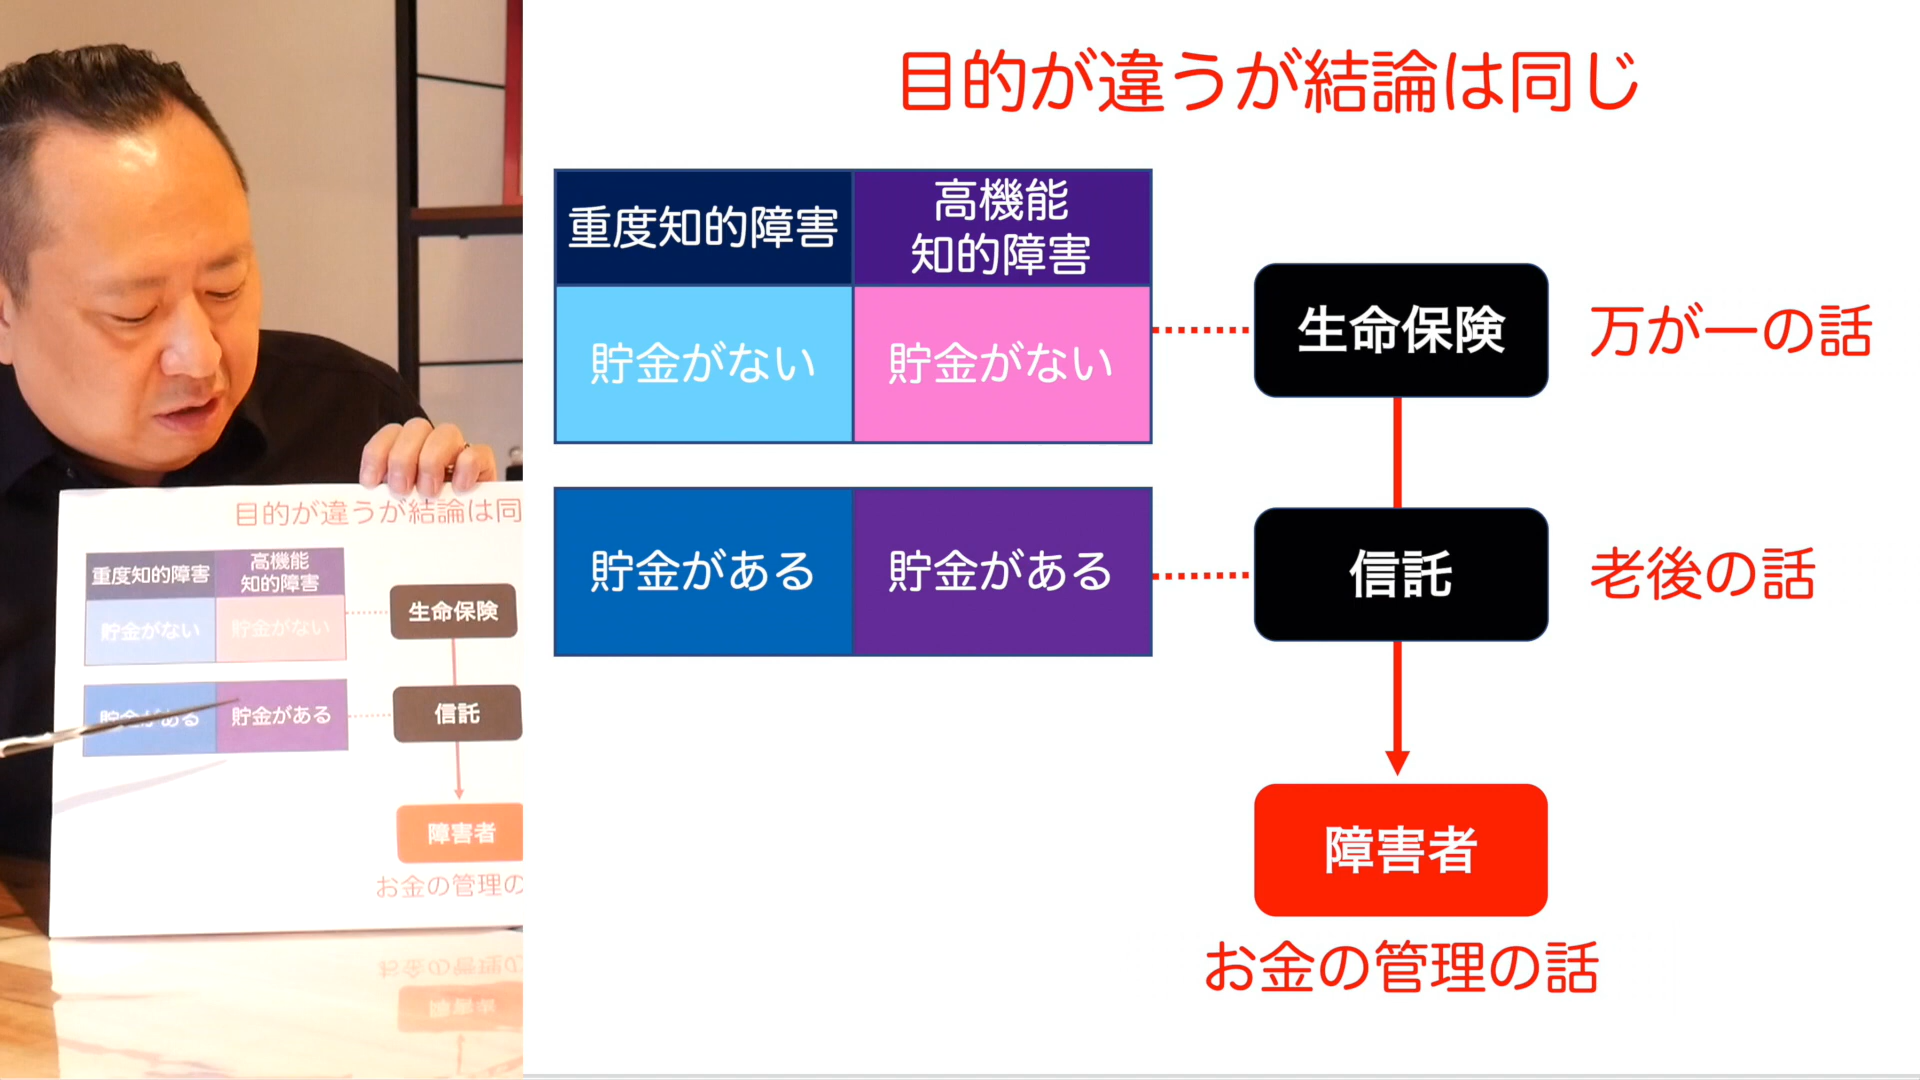 目的が違うが結論は同じ
重度知的障害
高機能
知的障害
貯金がない
貯金がない
生命保険
万が一の話
貯金がある
貯金がある
信託
老後の話
障害者
お金の管理の話
目的が違うが結論は同
重度知的障害
高機能
知的障害
貯金がない
貯金がない
生命保険
貯金がある
貯金がある
信託
障害者
お金の管理の